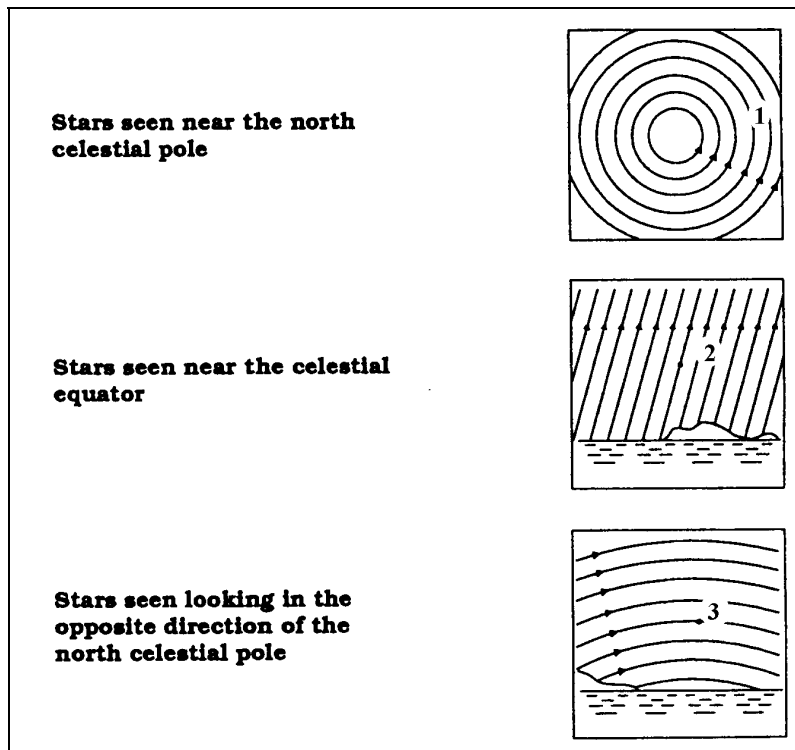 Stars seen near the north
celestial pole
1
Stars seen near the celestial
equator
2
Stars seen looking in the
opposite direction of the
north celestial pole
3